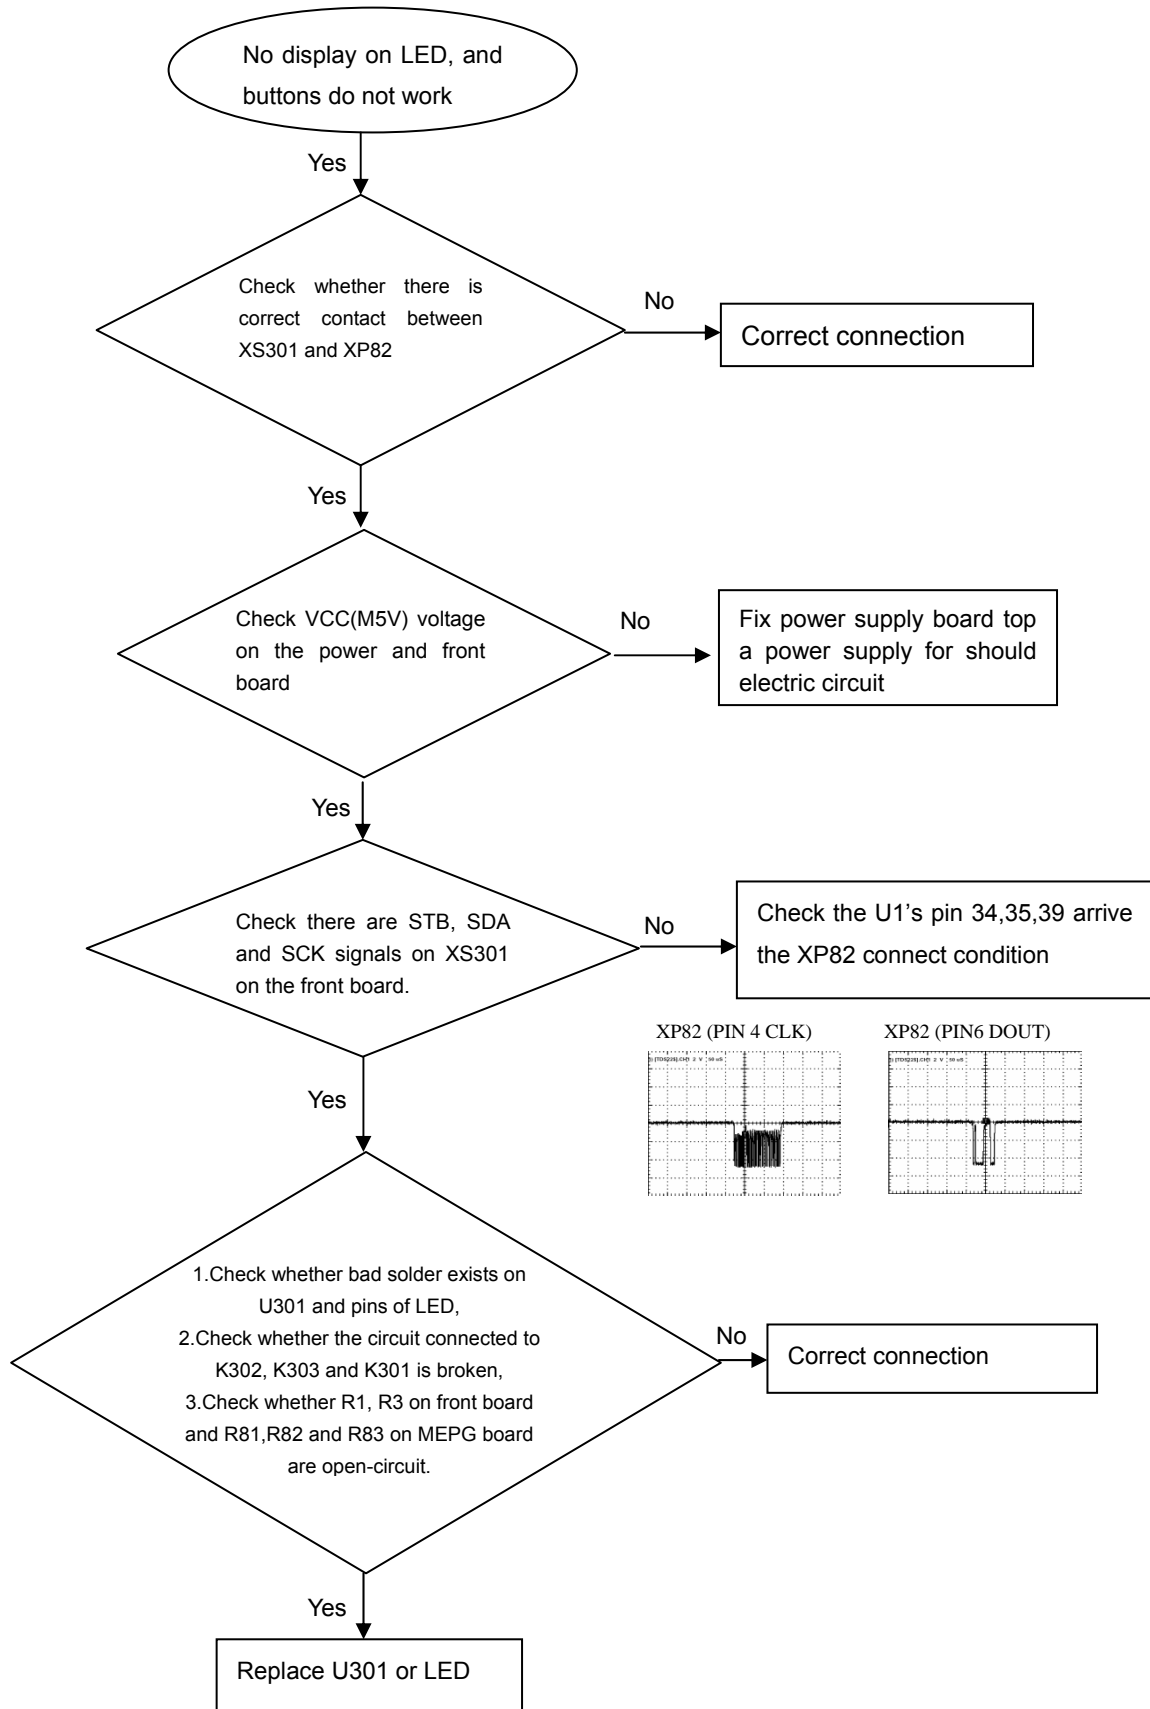 No display on LED, and
buttons do not work
Yes
Check whether there is
correct contact between
XS301 and XP82
No
Correct connection
Yes
Check VCC(M5V) voltage
on the power and front
board
No
Fix power supply board top
a power supply for should
electric circuit
Yes
Check there are STB, SDA
and SCK signals on XS301
on the front board.
No
Check the U1’s pin 34,35,39 arrive
the XP82 connect condition
XP82 (PIN 4 CLK)
XP82 (PIN6 DOUT)
Yes
1.Check whether bad solder exists on
U301 and pins of LED,
2.Check whether the circuit connected to
K302, K303 and K301 is broken,
3.Check whether R1, R3 on front board
and R81,R82 and R83 on MEPG board
are open-circuit.
No
Correct connection
Yes
Replace U301 or LED